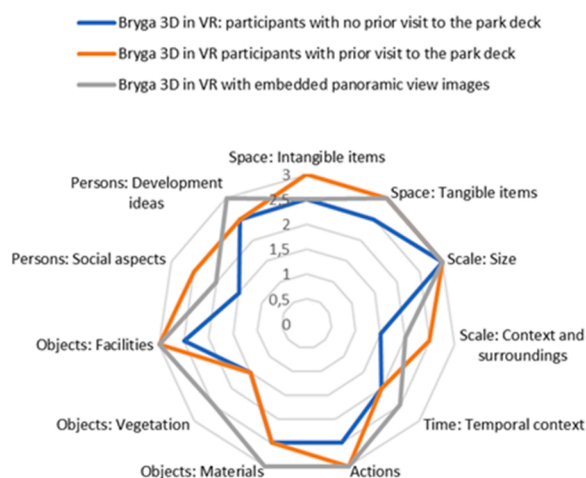 Bryga 3D in VR: participants with no prior visit to the park deck
Bryga 3D in VR participants with prior visit to the park deck
Bryga 3D in VR with embedded panoramic view images
Space: Intangible items
Persons: Development
ideas
Space: Tangible items
3
2,5
2
1,5
1
0,5
0
Persons: Social aspects
Scale: Size
Objects: Facilities
Scale: Context and
surroundings
Objects: Vegetation
Time: Temporal context
Objects: Materials
Actions